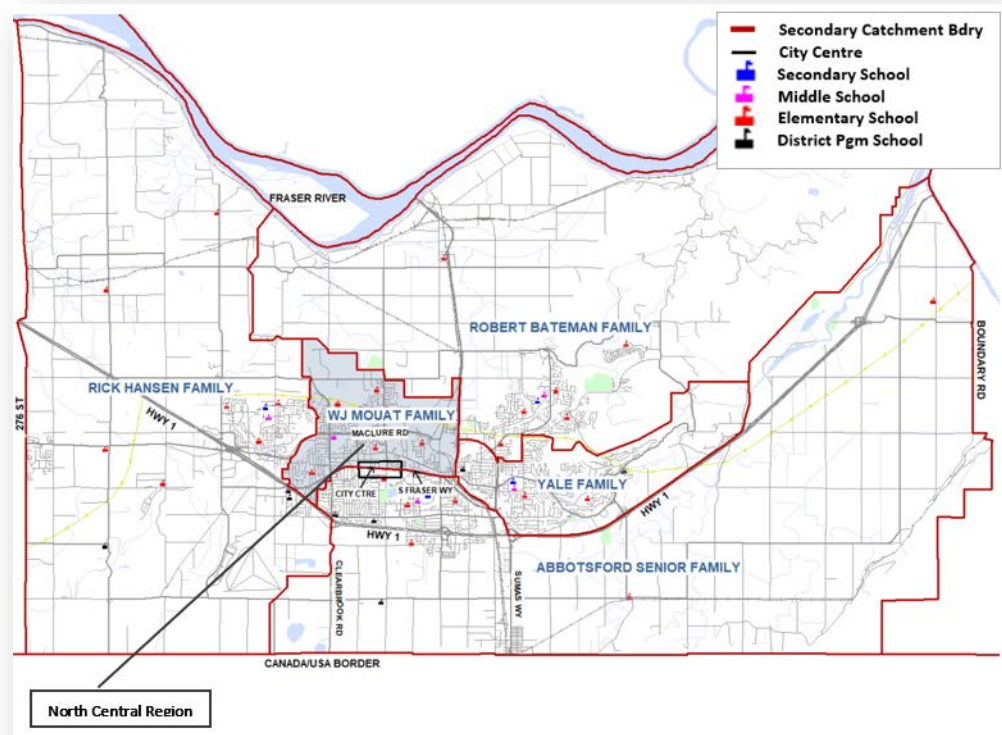 Secondary Catchment Bdry
City Centre
Secondary School
Middle School
Elementary School
District Pgm School
FRASER RIVER
ROBERT BATEMAN FAMILY
BOUNDARY RD
276 ST
RICK HANSEN FAMILY
HWY 1
WJ MOUAT FAMILY
MACLURE RD
CITY CTRE
S FRASER WY
YALE FAMILY
HWY 1
HWY 1
ABBOTSFORD SENIOR FAMILY
CLEARBROOK RD
SUMAS WY
CANADA/USA BORDER
North Central Region